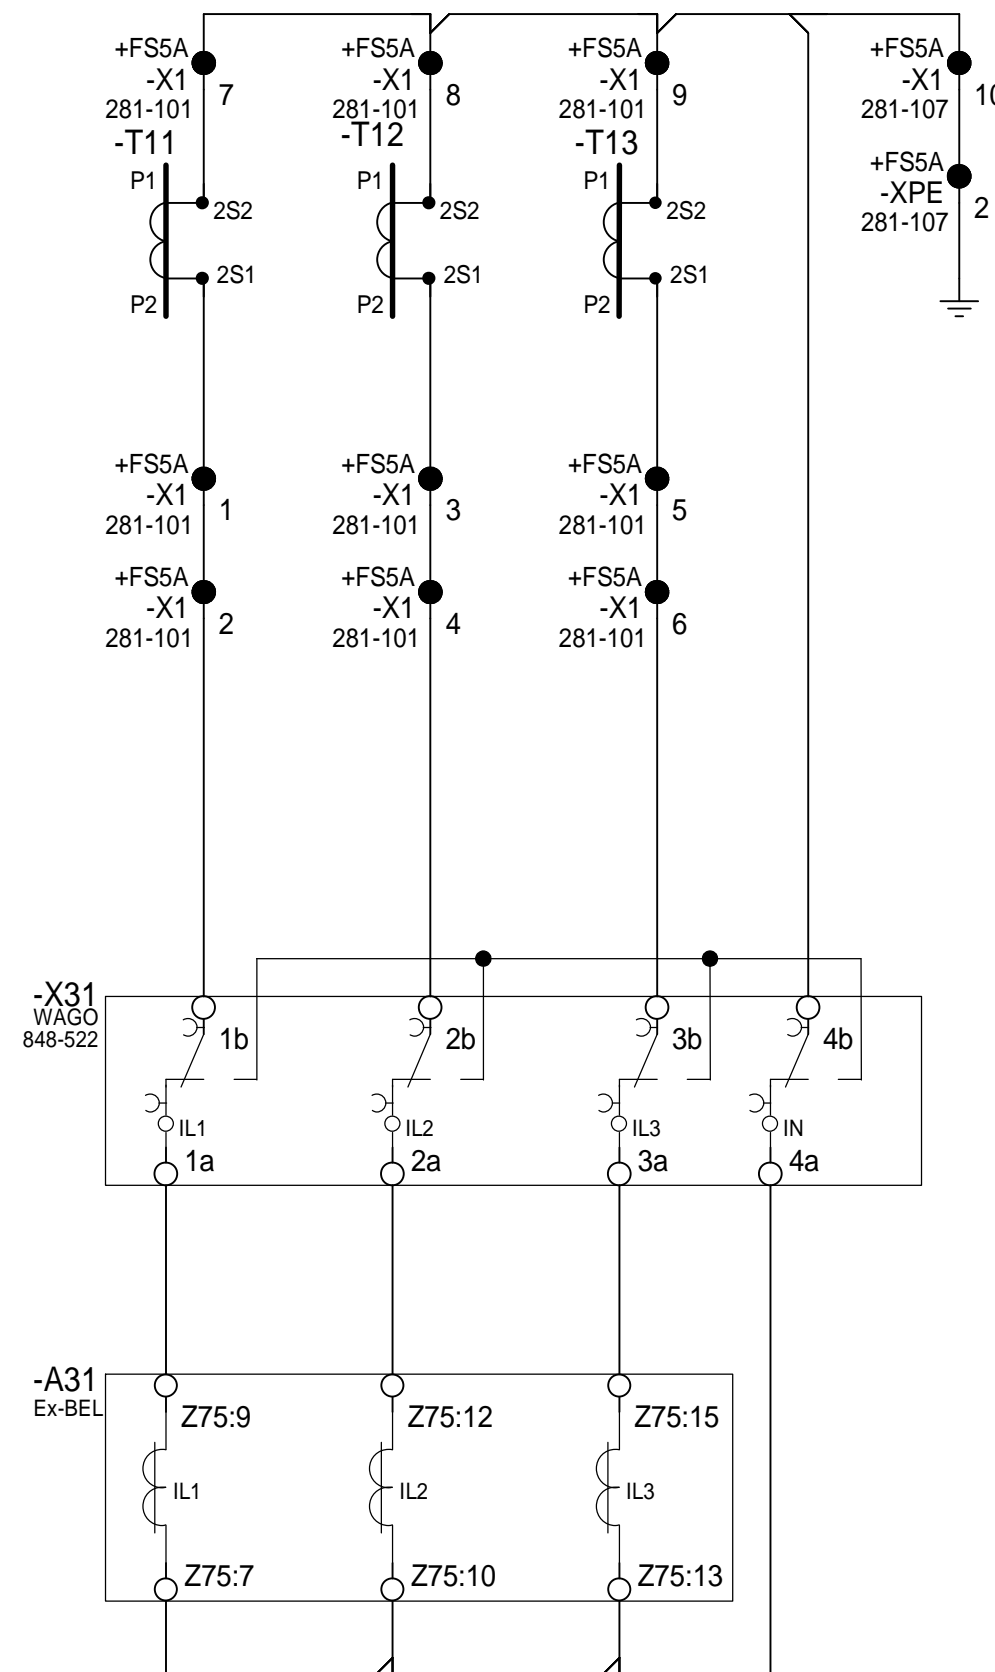 +FS5A
-X1
281-101
7
+FS5A
-X1
281-101
8
+FS5A
-X1
281-101
9
+FS5A
-X1
281-107
10
-T11
P1
2S2
2S1
P2
-T12
P1
2S2
2S1
P2
-T13
P1
2S2
2S1
P2
+FS5A
-XPE
281-107
2
+FS5A
-X1
281-101
1
+FS5A
-X1
281-101
3
+FS5A
-X1
281-101
5
+FS5A
-X1
281-101
2
+FS5A
-X1
281-101
4
+FS5A
-X1
281-101
6
-X31
WAGO
848-522
1b
2b
3b
4b
IL1
IL2
IL3
IN
1a
2a
3a
4a
-A31
Ex-BEL
Z75:9
Z75:12
Z75:15
IL1
IL2
IL3
Z75:7
Z75:10
Z75:13